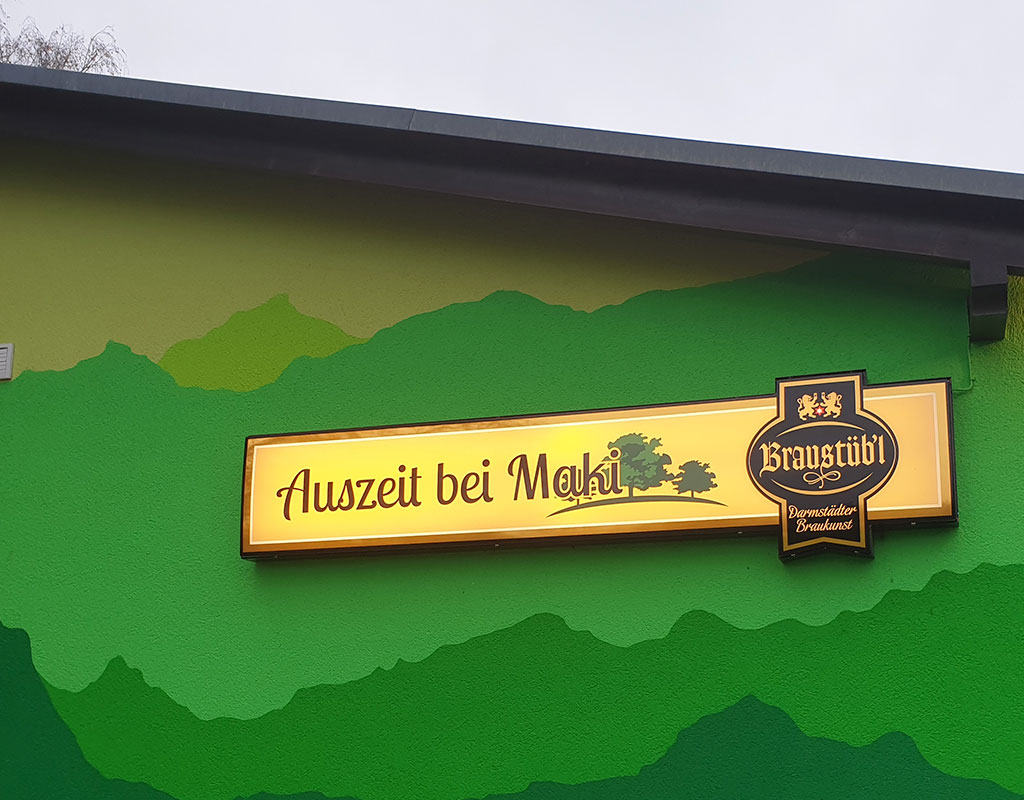 Auszeit bei Maki
Braustüb'l
Darmstädter
Braukunst